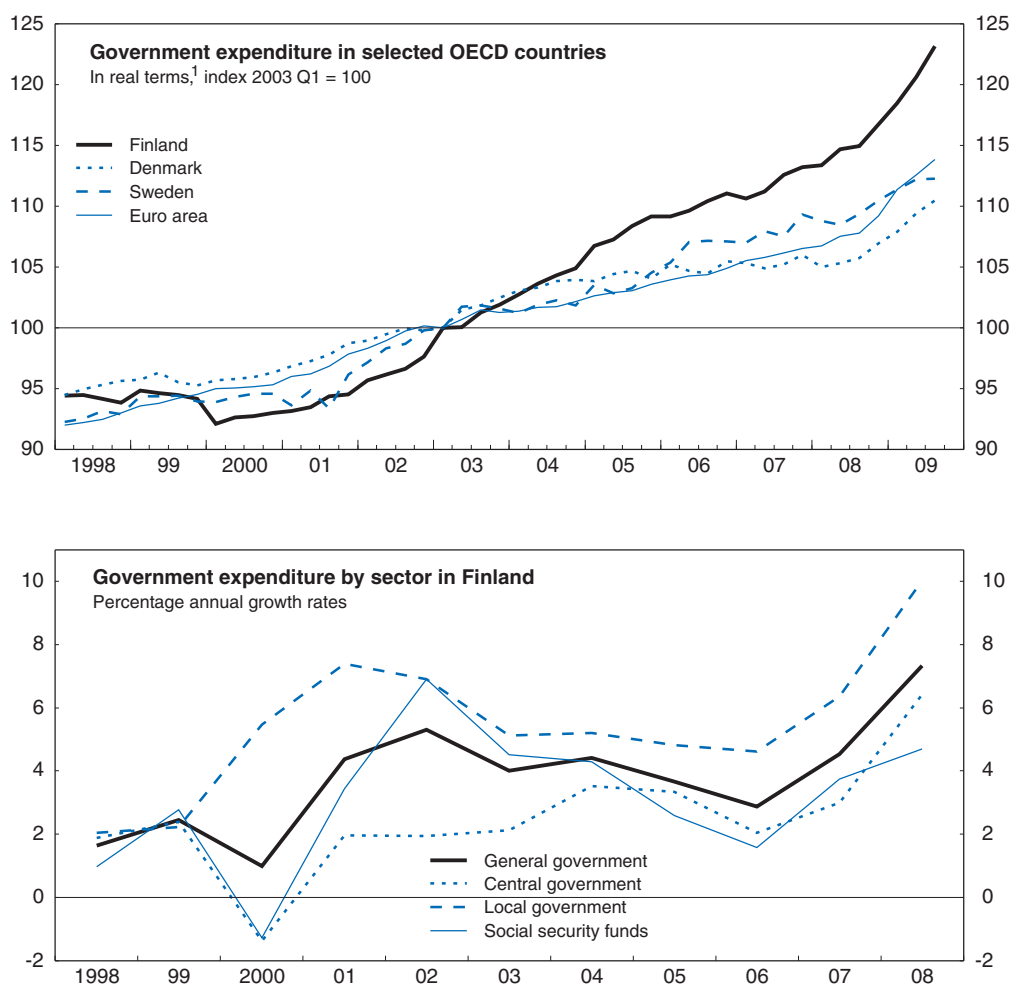 Government expenditure in selected OECD countries
In real terms,1 index 2003 Q1 = 100
125 125
120 120
115 115
110 110
105 105
100 100
95 95
90 90
Finland
Denmark
Sweden
Euro area
1998 99 2000 01 02 03 04 05 06 07 08 09
Government expenditure by sector in Finland
Percentage annual growth rates
10 10
8 8
6 6
4 4
2 2
0 0
-2 -2
General government
Central government
Local government
Social security funds
1998 99 2000 01 02 03 04 05 06 07 08